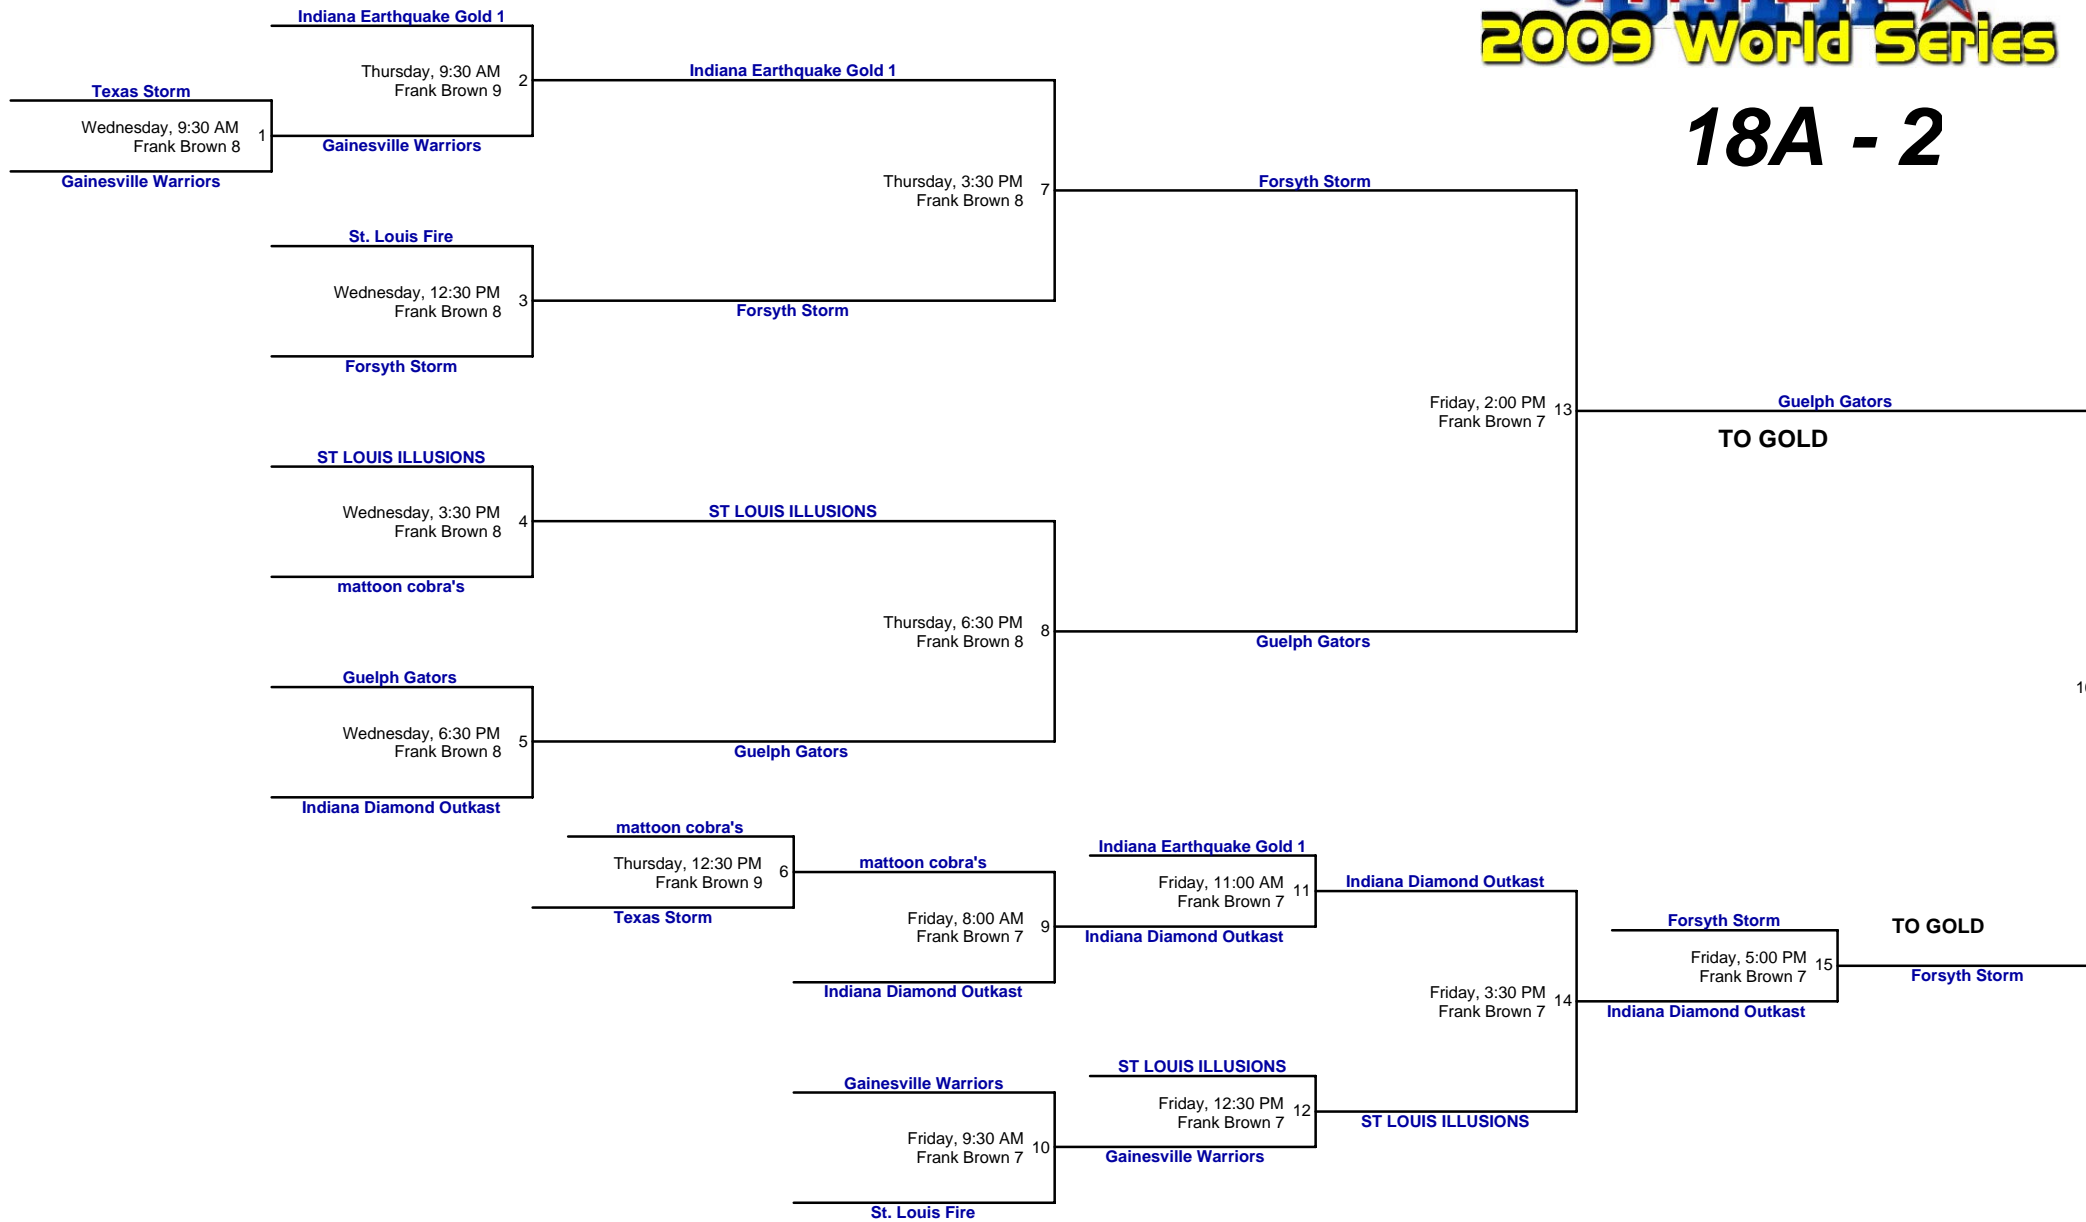 2009 World Series
18A - 2
Indiana Earthquake Gold 1
Thursday, 9:30 AM
Frank Brown 9
2
Indiana Earthquake Gold 1
Texas Storm
Wednesday, 9:30 AM
Frank Brown 8
1
Gainesville Warriors
Gainesville Warriors
Thursday, 3:30 PM
Frank Brown 8
7
Forsyth Storm
St. Louis Fire
Wednesday, 12:30 PM
Frank Brown 8
3
Forsyth Storm
Forsyth Storm
Friday, 2:00 PM
Frank Brown 7
13
Guelph Gators
TO GOLD
ST LOUIS ILLUSIONS
Wednesday, 3:30 PM
Frank Brown 8
4
ST LOUIS ILLUSIONS
mattoon cobra's
Thursday, 6:30 PM
Frank Brown 8
8
Guelph Gators
Guelph Gators
Wednesday, 6:30 PM
Frank Brown 8
5
Guelph Gators
Indiana Diamond Outkast
mattoon cobra's
Thursday, 12:30 PM
Frank Brown 9
6
mattoon cobra's
Texas Storm
Indiana Earthquake Gold 1
Friday, 11:00 AM
Frank Brown 7
11
Indiana Diamond Outkast
Friday, 8:00 AM
Frank Brown 7
9
Indiana Diamond Outkast
Indiana Diamond Outkast
Forsyth Storm
TO GOLD
Friday, 5:00 PM
Frank Brown 7
15
Forsyth Storm
Friday, 3:30 PM
Frank Brown 7
14
Indiana Diamond Outkast
ST LOUIS ILLUSIONS
Friday, 12:30 PM
Frank Brown 7
12
ST LOUIS ILLUSIONS
Gainesville Warriors
Friday, 9:30 AM
Frank Brown 7
10
Gainesville Warriors
St. Louis Fire